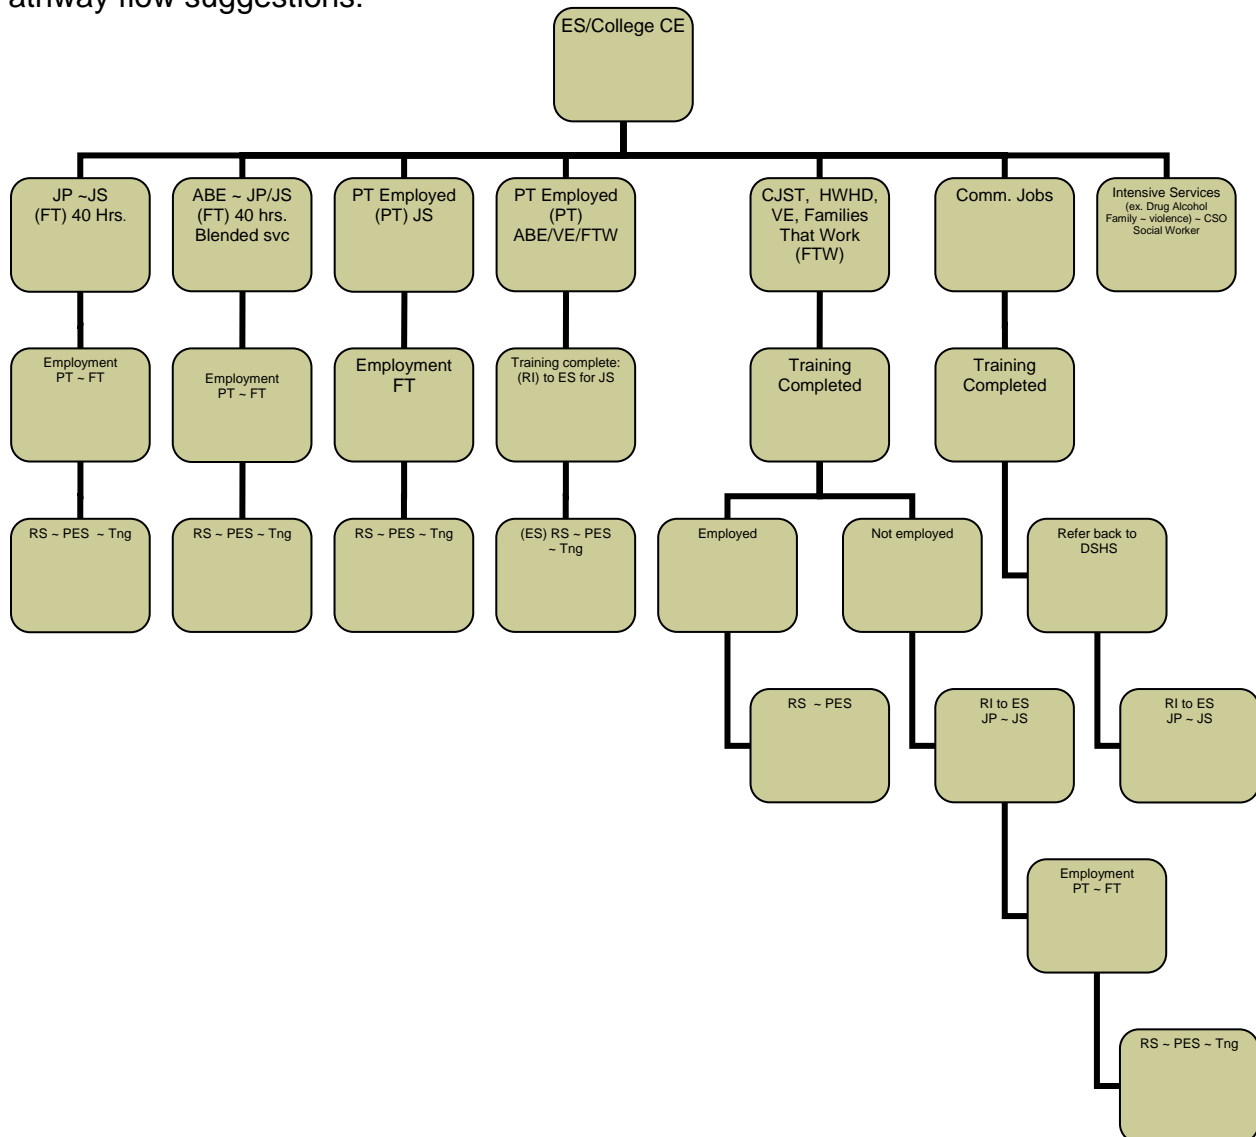 athway flow suggestions:
ES/College CE
JP ~JS
(FT) 40 Hrs.
ABE ~ JP/JS
(FT) 40 hrs.
Blended svc
PT Employed
(PT) JS
PT Employed
(PT)
ABE/VE/FTW
CJST, HWHD,
VE, Families
That Work
(FTW)
Comm. Jobs
Intensive Services
(ex. Drug Alcohol
Family ~ violence) ~ CSO
Social Worker
Employment
PT ~ FT
Employment
PT ~ FT
Employment
FT
Training complete:
(RI) to ES for JS
Training
Completed
Training
Completed
RS ~ PES ~ Tng
RS ~ PES ~ Tng
RS ~ PES ~ Tng
(ES) RS ~ PES
~ Tng
Employed
Not employed
Refer back to
DSHS
RS ~ PES
RI to ES
JP ~ JS
RI to ES
JP ~ JS
Employment
PT ~ FT
RS ~ PES ~ Tng